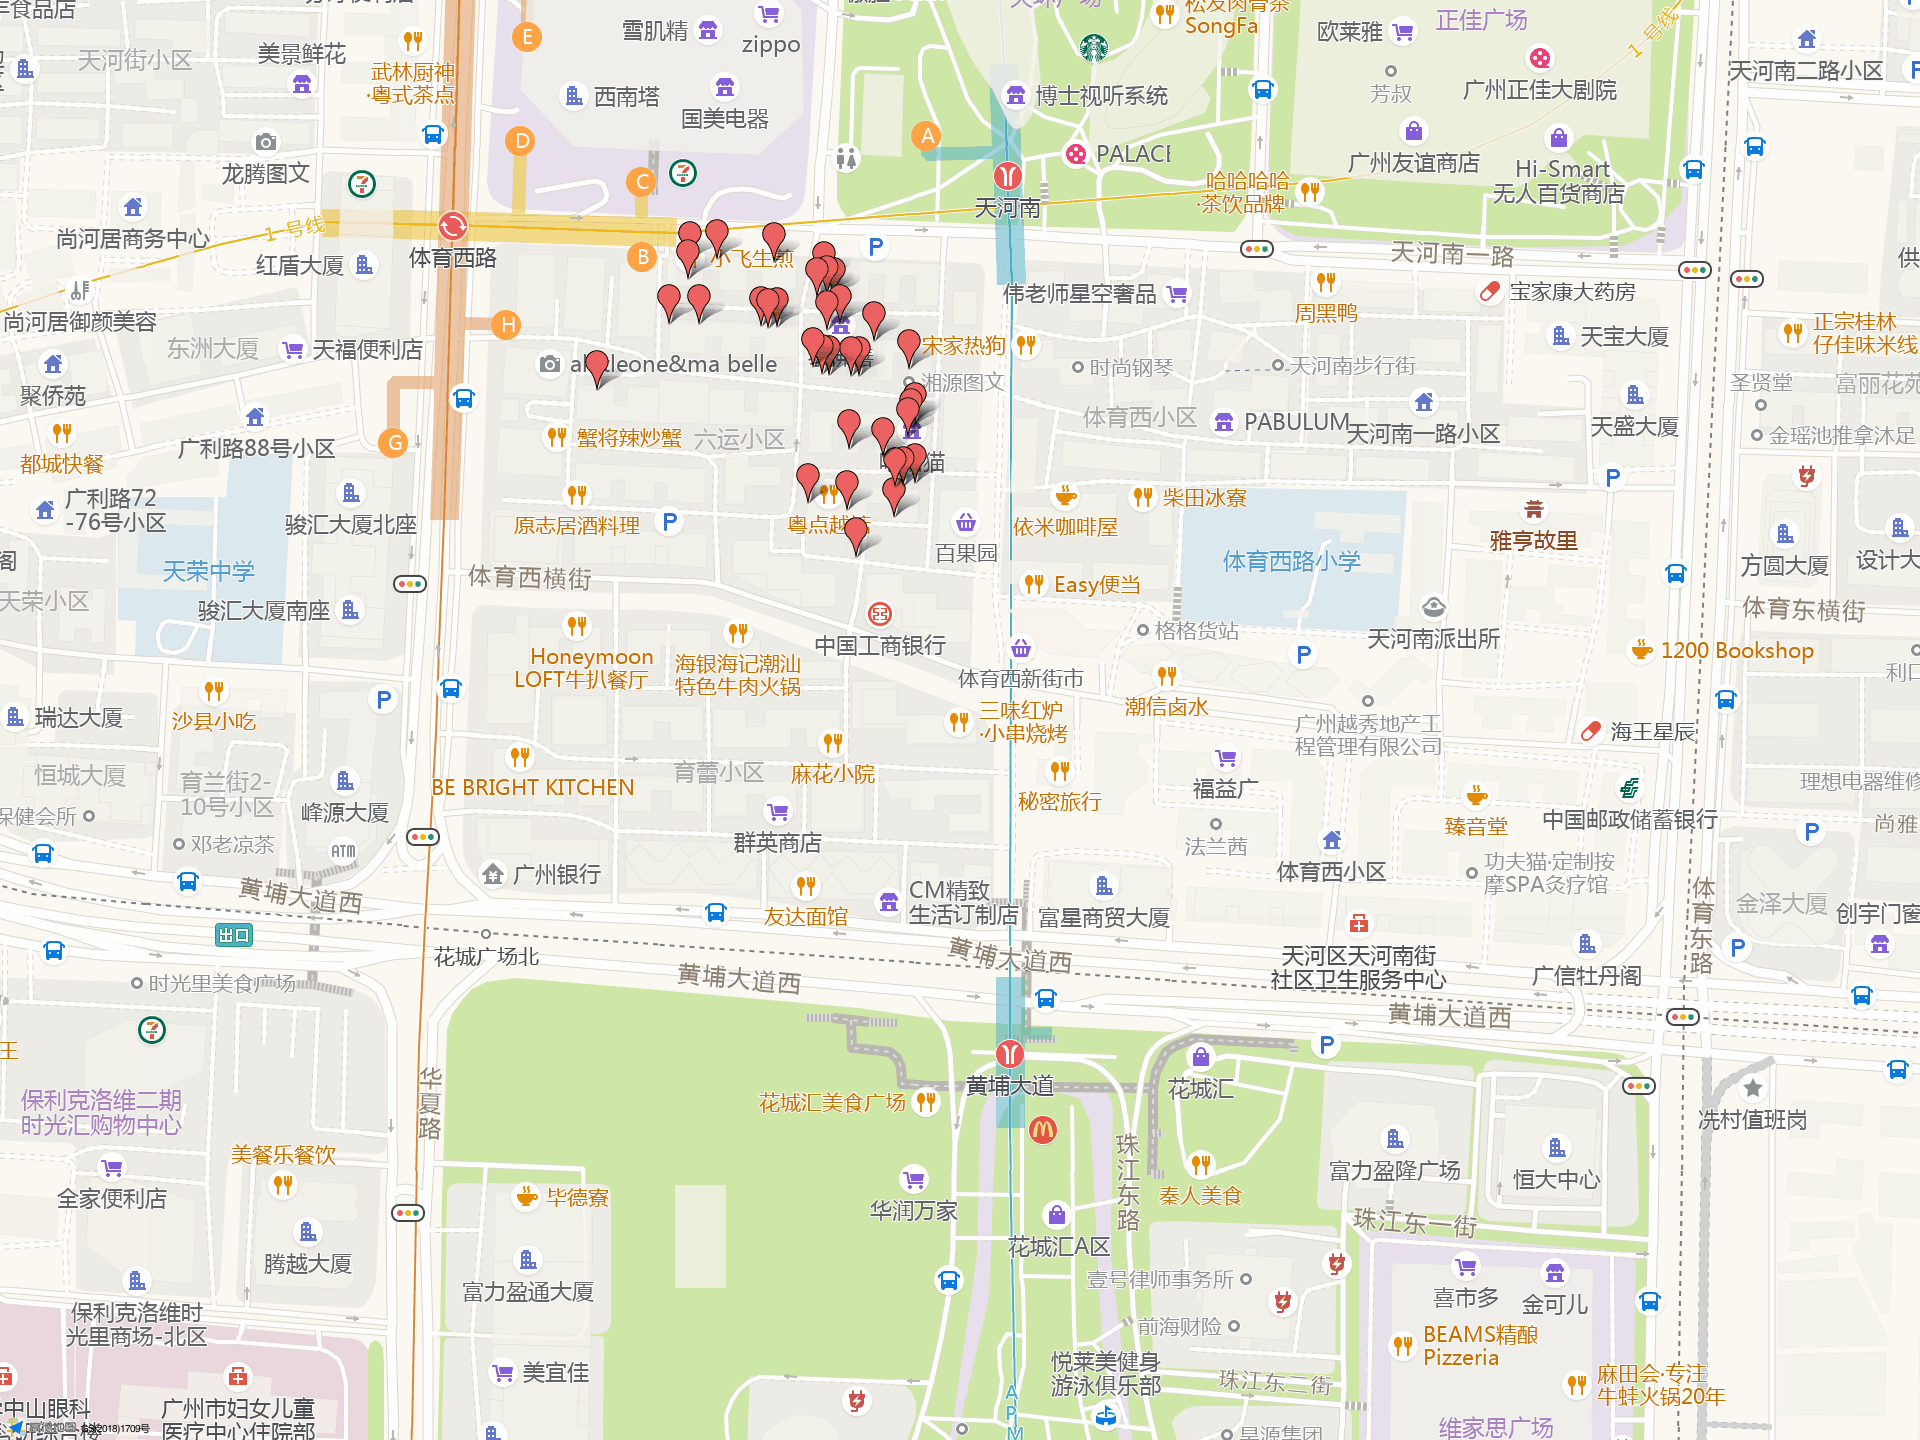 天河街小区
美景鲜花
武林厨神
·粤式茶点
E
雪肌精
zippo
西南塔
国美电器
D
C
B
A
H
G
SongFa
欧莱雅
正佳广场
1 号线
博士视听系统
芳叔
广州正佳大剧院
天河南二路小区
PALACE
广州友谊商店
Hi-Smart
无人百货商店
哈哈哈哈
·茶饮品牌
天河南
龙腾图文
尚河居商务中心
1 号线
体育西路
红盾大厦
小飞生煎
P
天河南一路
伟老师星空奢品
周黑鸭
宝家康大药房
天宝大厦
正宗桂林
仔佳味米线
尚河居御颜美容
东洲大厦
天福便利店
宋家热狗
时尚钢琴
天河南步行街
湘源图文
聚侨苑
圣贤堂
富丽花苑
广利路88号小区
蟹将辣炒蟹
六运小区
体育西小区
PABULUM
天河南一路小区
天盛大厦
金瑶池推拿沐足
都城快餐
广利路72
-76号小区
骏汇大厦北座
原志居酒料理
P
百果园
依米咖啡屋
柴田冰寮
P
雅亨故里
方圆大厦
天荣中学
体育西横街
体育西路小学
天荣小区
骏汇大厦南座
Easy便当
体育东横街
中国工商银行
格格货站
天河南派出所
1200 Bookshop
P
Honeymoon
LOFT牛扒餐厅
海银海记潮汕
特色牛肉火锅
体育西新街市
潮信卤水
沙县小吃
P
瑞达大厦
三味红炉
·小串烧烤
广州越秀地产工
程管理有限公司
海王星辰
恒城大厦
育兰街2-
10号小区
BE BRIGHT KITCHEN
育蕾小区
麻花小院
秘密旅行
福益广
理想电器维修
峰源大厦
保健会所
邓老凉茶
ATM
群英商店
法兰茜
臻音堂
中国邮政储蓄银行
P
尚雅
广州银行
体育西小区
功夫猫·定制按
摩SPA灸疗馆
黄埔大道西
友达面馆
CM精致
生活订制店
富星商贸大厦
体育东路
金泽大厦
创宇门窗
出口
花城广场北
黄埔大道西
黄埔大道西
天河区天河南街
社区卫生服务中心
广信牡丹阁
P
时光里美食广场
黄埔大道西
P
华夏路
黄埔大道
花城汇
花城汇美食广场
冼村值班岗
保利克洛维二期
时光汇购物中心
珠江东路
美餐乐餐饮
全家便利店
毕德寮
华润万家
秦人美食
富力盈隆广场
恒大中心
珠江东一街
腾越大厦
花城汇A区
富力盈通大厦
壹号律师事务所
喜市多
金可儿
保利克洛维时
光里商场-北区
前海财险
BEAMS精酿
Pizzeria
美宜佳
悦莱美健身
游泳俱乐部
珠江东二街
麻田会·专注
牛蛙火锅20年
广州市妇女儿童
医疗中心住院部
APM
维家思广场